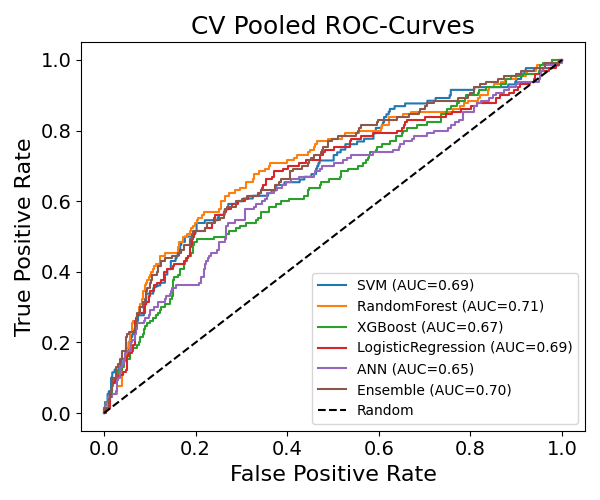 CV Pooled ROC-Curves
True Positive Rate
1.0
0.8
0.6
0.4
0.2
0.0
SVM (AUC=0.69)
RandomForest (AUC=0.71)
XGBoost (AUC=0.67)
LogisticRegression (AUC=0.69)
ANN (AUC=0.65)
Ensemble (AUC=0.70)
Random
0.0 0.2 0.4 0.6 0.8 1.0
False Positive Rate